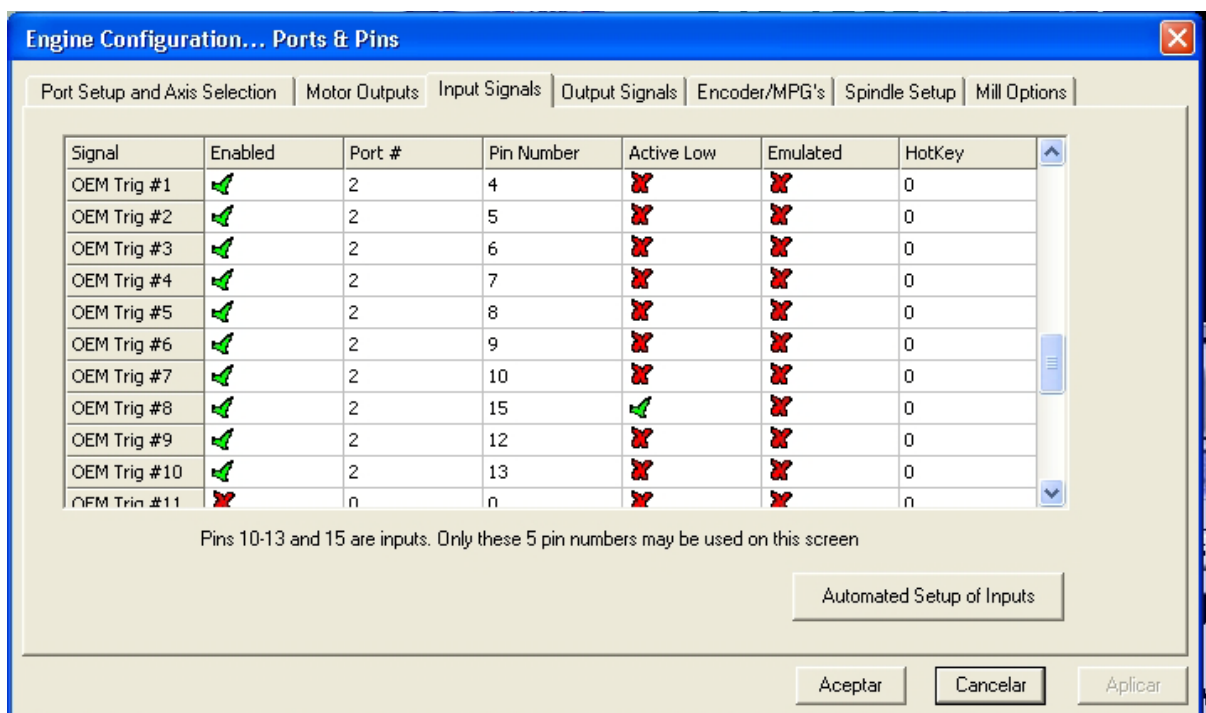 Engine Configuration... Ports & Pins
Port Setup and Axis Selection Motor Outputs Input Signals Output Signals Encoder/MPG's Spindle Setup Mill Options
Signal Enabled Port # Pin Number Active Low Emulated HotKey
OEM Trig #1 2 4 0
OEM Trig #2 2 5 0
OEM Trig #3 2 6 0
OEM Trig #4 2 7 0
OEM Trig #5 2 8 0
OEM Trig #6 2 9 0
OEM Trig #7 2 10 0
OEM Trig #8 2 15 0
OEM Trig #9 2 12 0
OEM Trig #10 2 13 0
OEM Trig #11 0 0 0
Pins 10-13 and 15 are inputs. Only these 5 pin numbers may be used on this screen
Automated Setup of Inputs
Aceptar Cancelar Aplicar